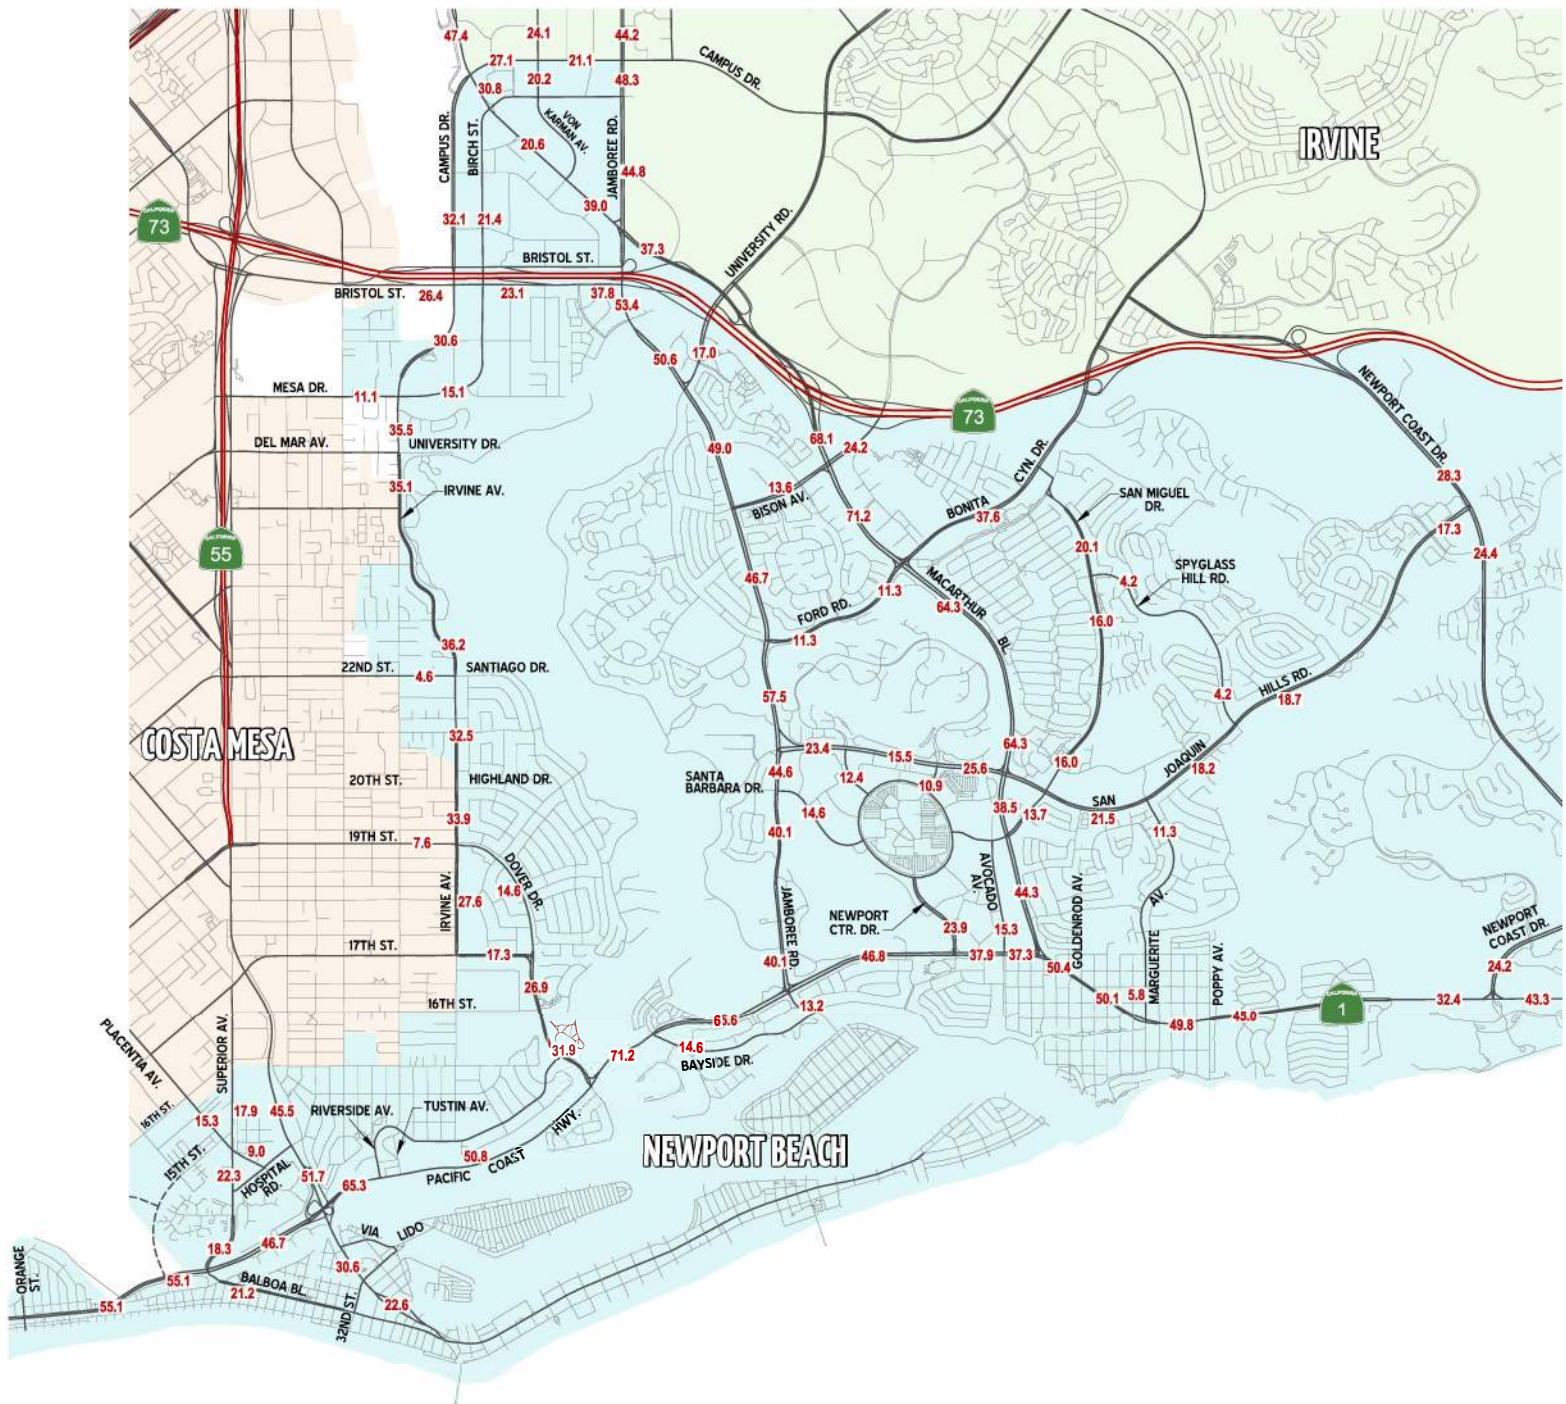 47.4
24.1
44.2
27.1
21.1
CAMPUS DR.
20.2
48.3
30.8
VON
KARMAN AV.
CAMPUS DR.
BIRCH ST.
JAMBOREE RD.
20.6
IRVINE
44.8
39.0
32.1
21.4
CALIFORNIA
73
UNIVERSITY RD.
37.3
BRISTOL ST.
BRISTOL ST.
26.4
23.1
37.8
53.4
30.6
50.6
17.0
MESA DR.
11.1
15.1
NEWPORT COAST DR.
CALIFORNIA
73
35.5
DEL MAR AV.
UNIVERSITY DR.
49.0
68.1
24.2
CYN. DR.
28.3
35.1
IRVINE AV.
13.6
BISON AV.
71.2
BONITA
37.6
SAN MIGUEL
DR.
17.3
CALIFORNIA
55
20.1
24.4
46.7
11.3
MACARTHUR
BL.
64.3
4.2
SPYGLASS
HILL RD.
FORD RD.
11.3
16.0
36.2
22ND ST.
4.6
SANTIAGO DR.
57.5
4.2
HILLS RD.
18.7
COSTA MESA
32.5
23.4
15.5
64.3
25.6
16.0
JOAQUIN
18.2
20TH ST.
HIGHLAND DR.
SANTA
BARBARA DR.
44.6
12.4
10.9
SAN
21.5
14.6
38.5
13.7
33.9
19TH ST.
7.6
40.1
11.3
DOVER DR.
14.6
IRVINE AV.
27.6
JAMBOREE RD.
AVOCADO
AV.
44.3
GOLDENROD AV.
AV.
NEWPORT
CTR. DR.
23.9
15.3
NEWPORT
COAST DR.
17TH ST.
17.3
46.8
37.9
37.3
40.1
50.4
MARGUERITE
POPPY AV.
24.2
26.9
16TH ST.
13.2
50.1
5.8
CALIFORNIA
1
32.4
43.3
65.6
49.8
45.0
PLACENTIA AV.
SUPERIOR AV.
31.9
71.2
14.6
BAYSIDE DR.
16TH ST.
15.3
17.9
45.5
RIVERSIDE AV.
TUSTIN AV.
HWY.
9.0
15TH ST.
22.3
HOSPITAL
RD.
51.7
50.8
COAST
PACIFIC
65.3
NEWPORT BEACH
VIA
LIDO
18.3
46.7
30.6
ORANGE
ST.
55.1
BALBOA BL.
21.2
55.1
32ND ST.
22.6